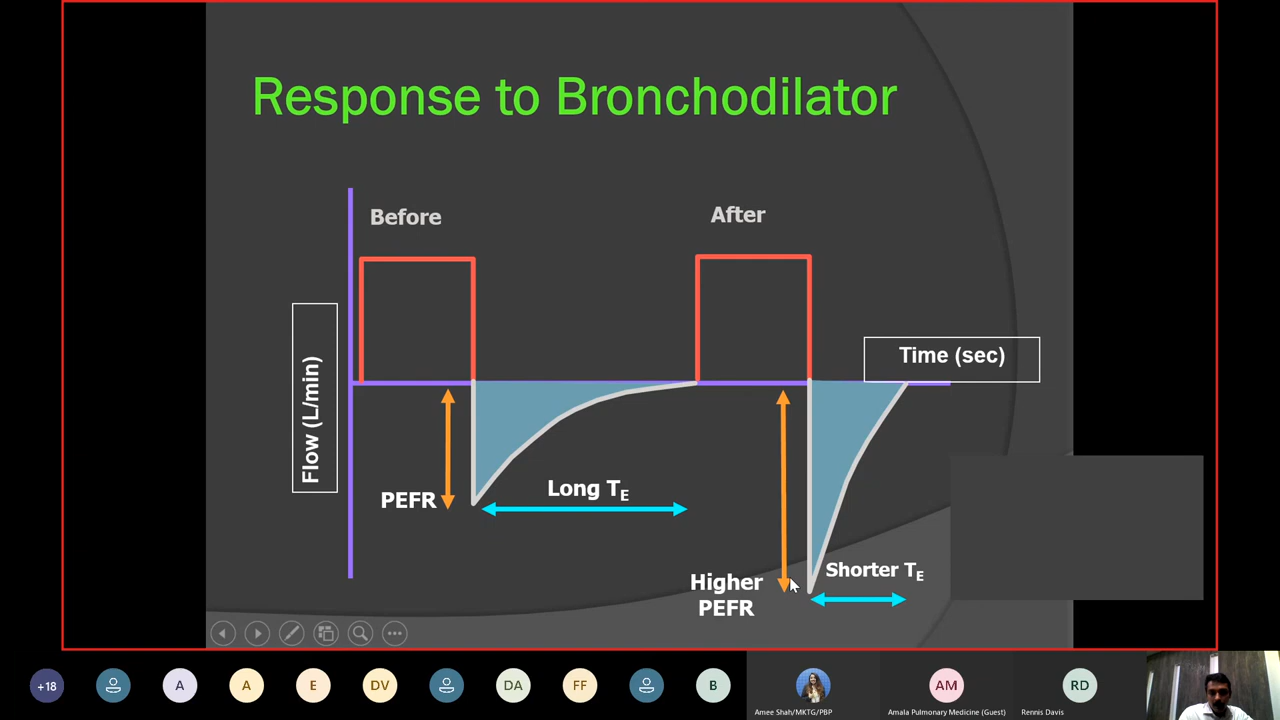 Response to Bronchodilator
Before
After
Time (sec)
Flow (L/min)
PEFR
Long TE
Higher
PEFR
Shorter TE
+18
A
A
E
DV
DA
FF
B
AM
RD
Amee Shah/MKTG/PBP
Amala Pulmonary Medicine (Guest)
Rennis Davis